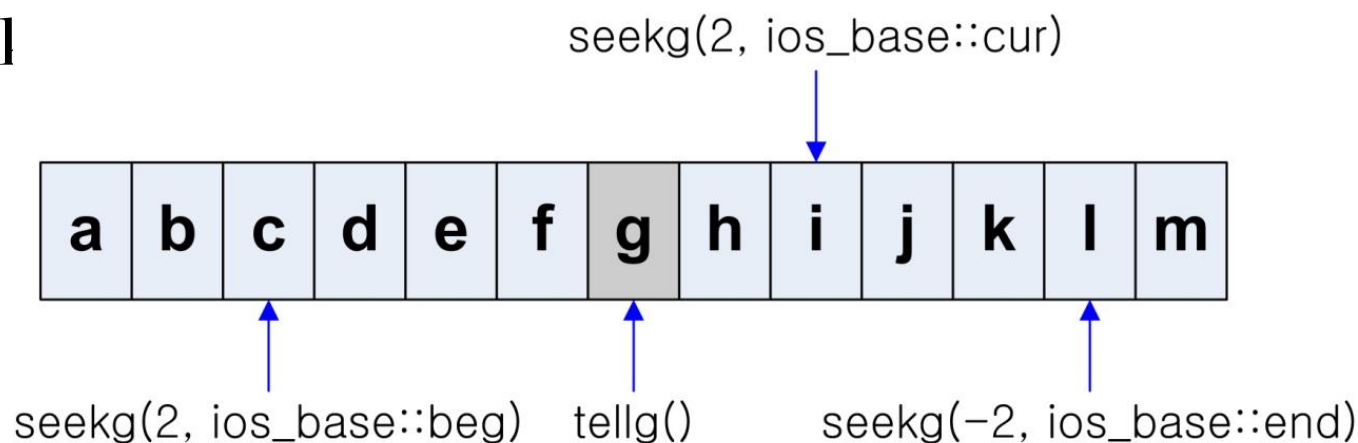 seekg(2, ios_base::cur)
a b c d e f g h i j k l m
seekg(2, ios_base::beg) tellg() seekg(-2, ios_base::end)